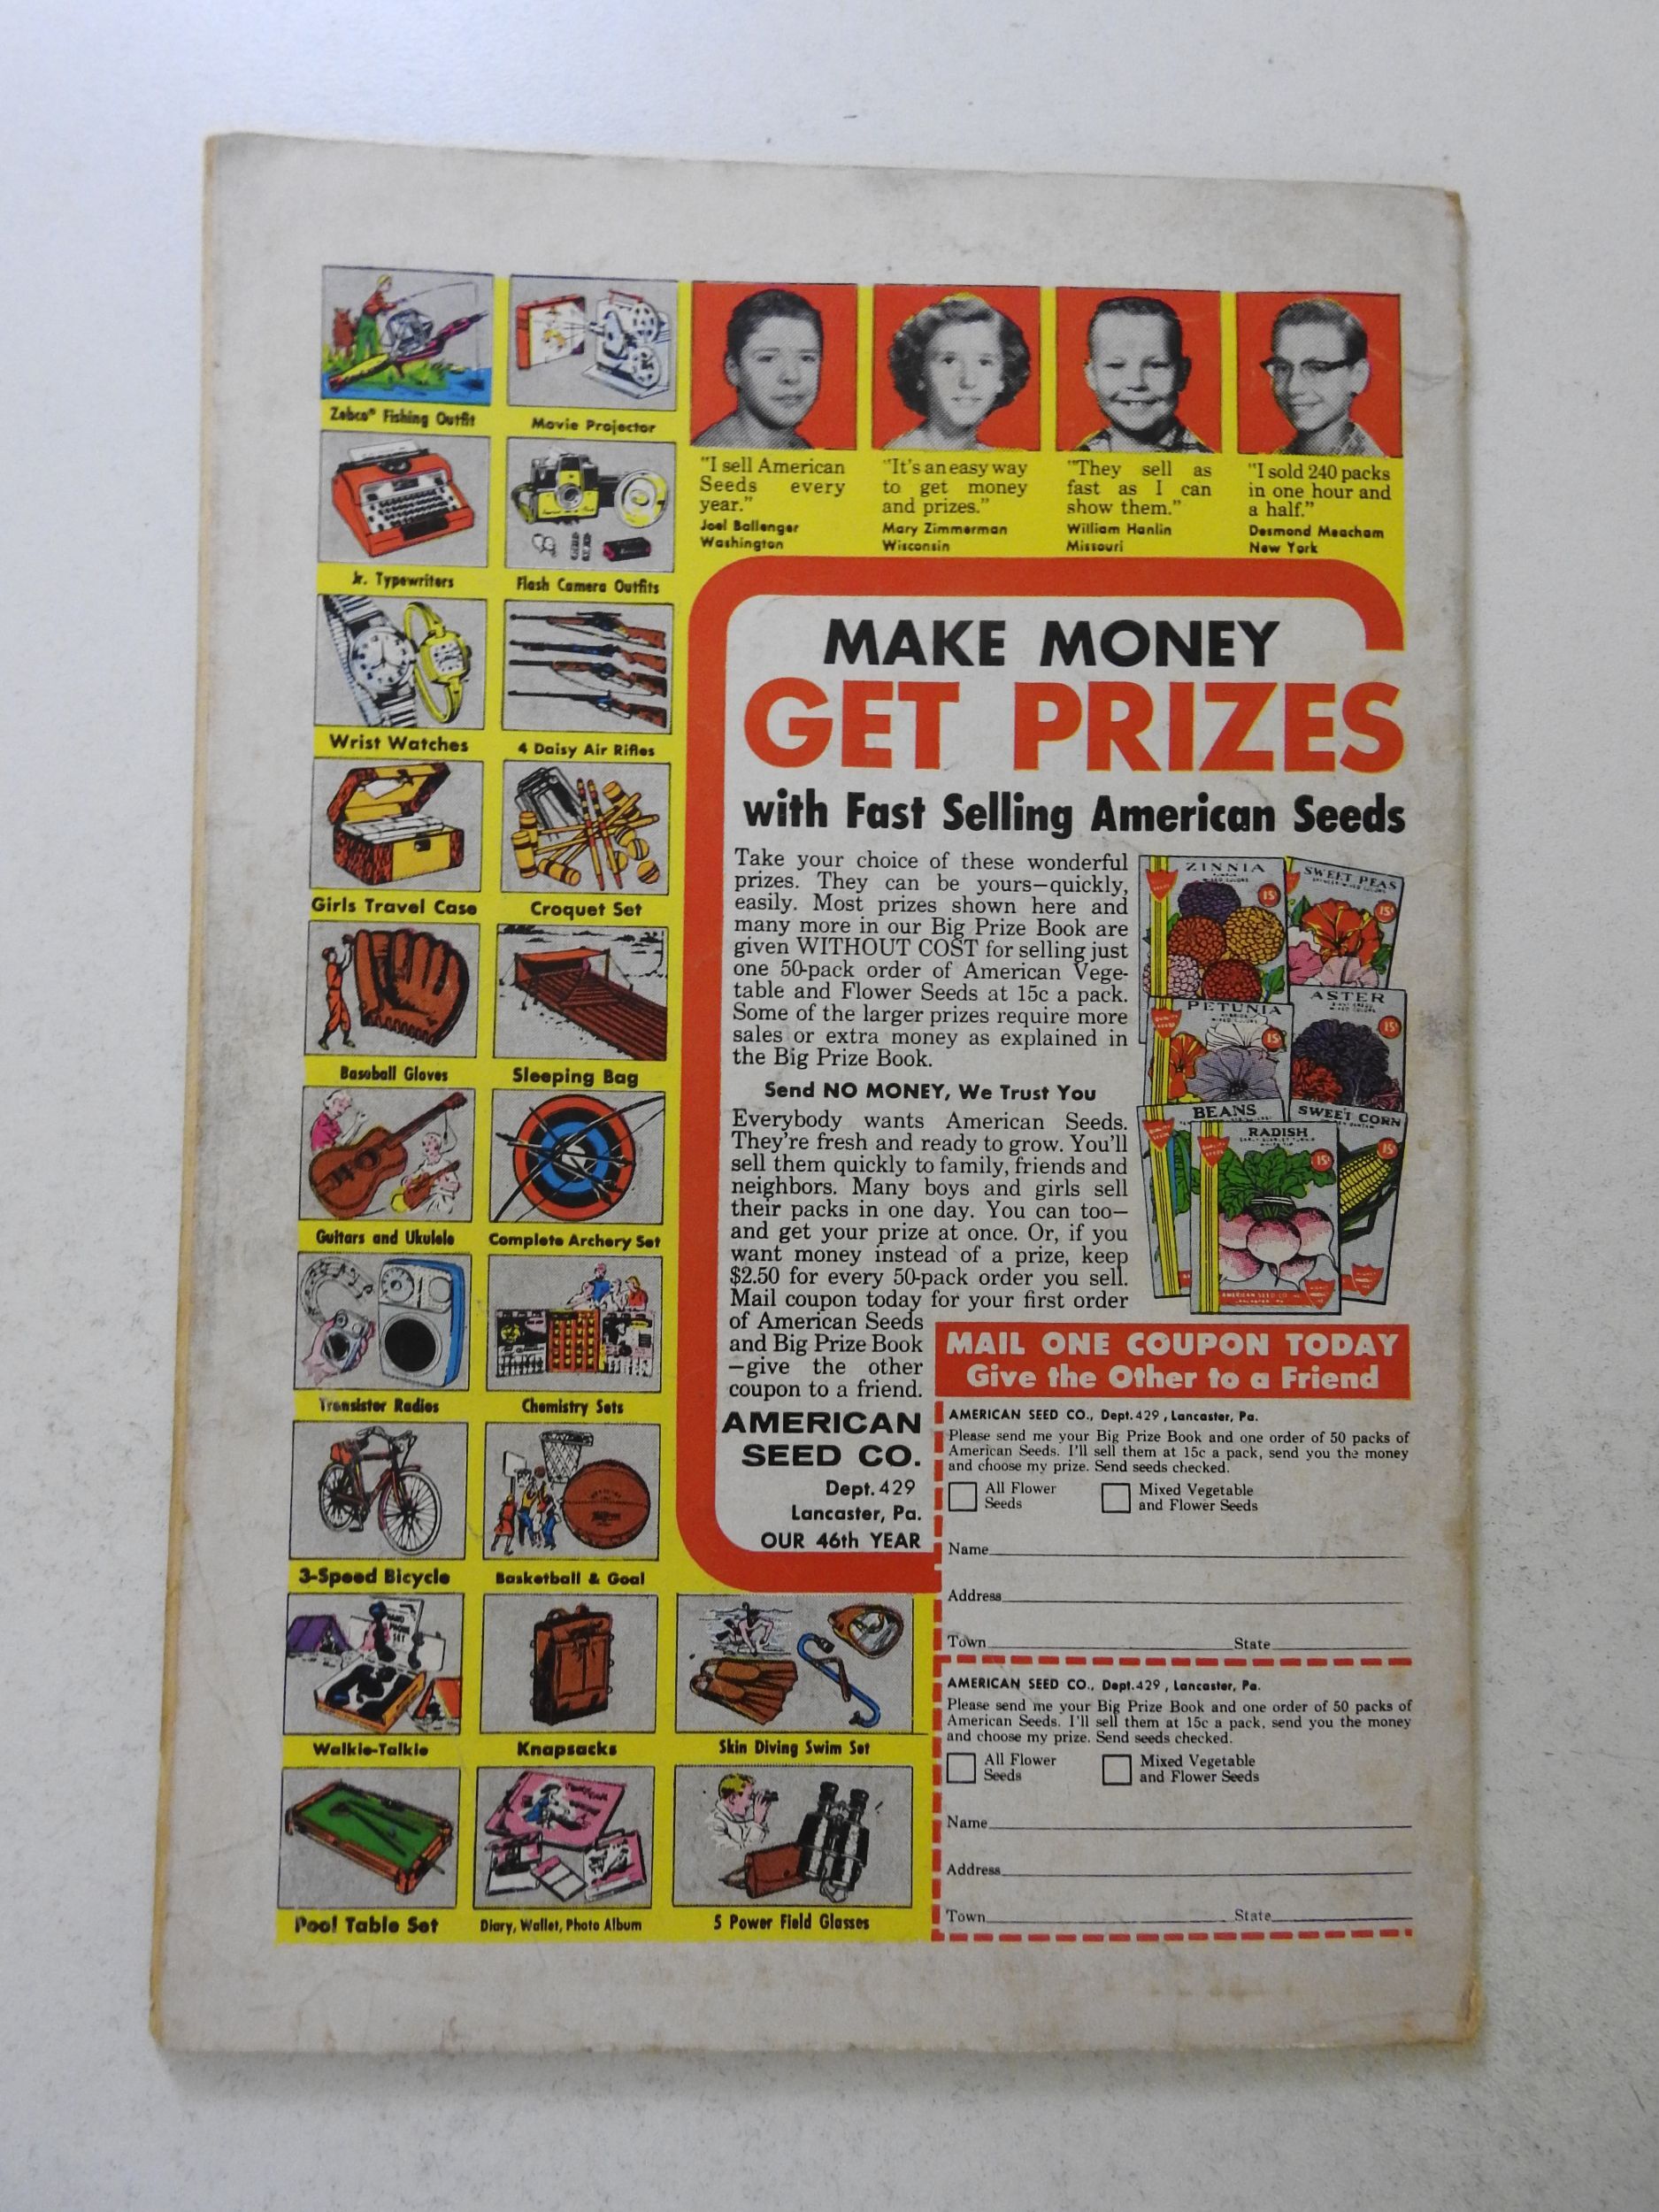 Zebco® Fishing Outfit
Movie Projector
Jr. Typewriters
Flash Camera Outfits
Wrist Watches
4 Daisy Air Rifles
Girls Travel Case
Croquet Set
Baseball Gloves
Sleeping Bag
Guitars and Ukulele
Complete Archery Set
Transistor Radios
Chemistry Sets
3-Speed Bicycle
Basketball & Goal
Walkie-Talkie
Knapsacks
Skin Diving Swim Set
Pool Table Set
Diary, Wallet, Photo Album
5 Power Field Glasses
"I sell American
Seeds every
year."
Joel Ballenger
Washington
"It's an easy way
to get money
and prizes."
Mary Zimmerman
Wisconsin
"They sell as
fast as I can
show them."
William Hanlin
Missouri
"I sold 240 packs
in one hour and
a half."
Desmond Meacham
New York
MAKE MONEY
GET PRIZES
with Fast Selling American Seeds
Take your choice of these wonderful
prizes. They can be yours—quickly,
easily. Most prizes shown here and
many more in our Big Prize Book are
given WITHOUT COST for selling just
one 50-pack order of American Vege-
table and Flower Seeds at 15c a pack.
Some of the larger prizes require more
sales or extra money as explained in
the Big Prize Book.
Send NO MONEY, We Trust You
Everybody wants American Seeds.
They're fresh and ready to grow. You'll
sell them quickly to family, friends and
neighbors. Many boys and girls sell
their packs in one day. You can too—
and get your prize at once. Or, if you
want money instead of a prize, keep
$2.50 for every 50-pack order you sell.
Mail coupon today for your first order
of American Seeds
and Big Prize Book
—give the other
coupon to a friend.
AMERICAN
SEED CO.
Dept. 429
Lancaster, Pa.
OUR 46th YEAR
ZINNIA
15¢
SWEET PEAS
15¢
PETUNIA
15¢
ASTER
15¢
BEANS
SWEET CORN
15¢
RADISH
15¢
AMERICAN SEED CO.
MAIL ONE COUPON TODAY
Give the Other to a Friend
AMERICAN SEED CO., Dept. 429, Lancaster, Pa.
Please send me your Big Prize Book and one order of 50 packs of
American Seeds. I'll sell them at 15c a pack, send you the money
and choose my prize. Send seeds checked.
All Flower
Seeds
Mixed Vegetable
and Flower Seeds
Name
Address
Town State
AMERICAN SEED CO., Dept. 429, Lancaster, Pa.
Please send me your Big Prize Book and one order of 50 packs of
American Seeds. I'll sell them at 15c a pack, send you the money
and choose my prize. Send seeds checked.
All Flower
Seeds
Mixed Vegetable
and Flower Seeds
Name
Address
Town State